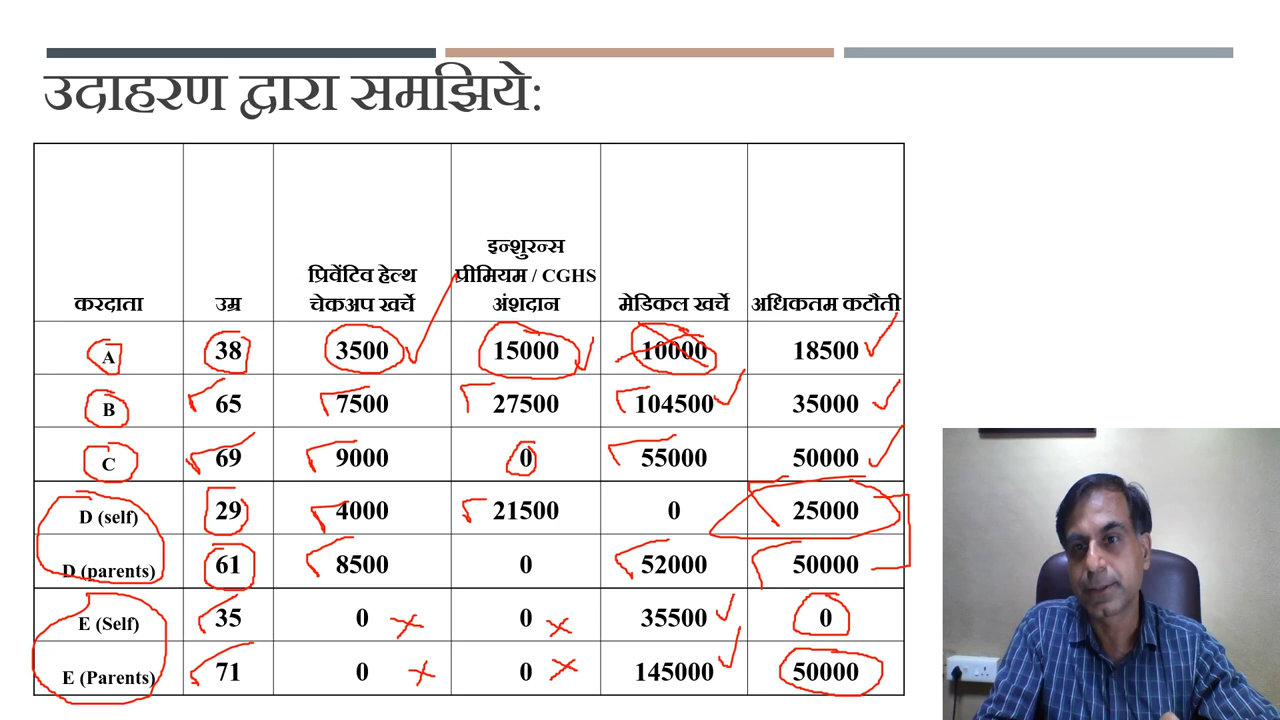 उदाहरण द्वारा समझिये:
करदाता उम्र प्रिवेंटिव हेल्थ चेकअप खर्चे इन्शुरन्स प्रीमियम / CGHS अंशदान मेडिकल खर्चे अधिकतम कटौती
A 38 3500 15000 10000 18500
B 65 7500 27500 104500 35000
C 69 9000 0 55000 50000
D (self) 29 4000 21500 0 25000
D (parents) 61 8500 0 52000 50000
E (Self) 35 0 0 35500 0
E (Parents) 71 0 0 145000 50000